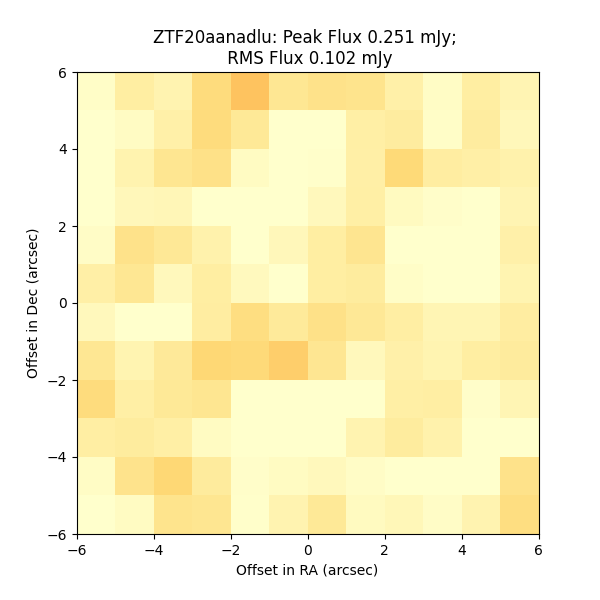 ZTF20aanadlu: Peak Flux 0.251 mJy;
RMS Flux 0.102 mJy
6
4
2
0
−2
−4
−6
Offset in Dec (arcsec)
−6 −4 −2 0 2 4 6
Offset in RA (arcsec)